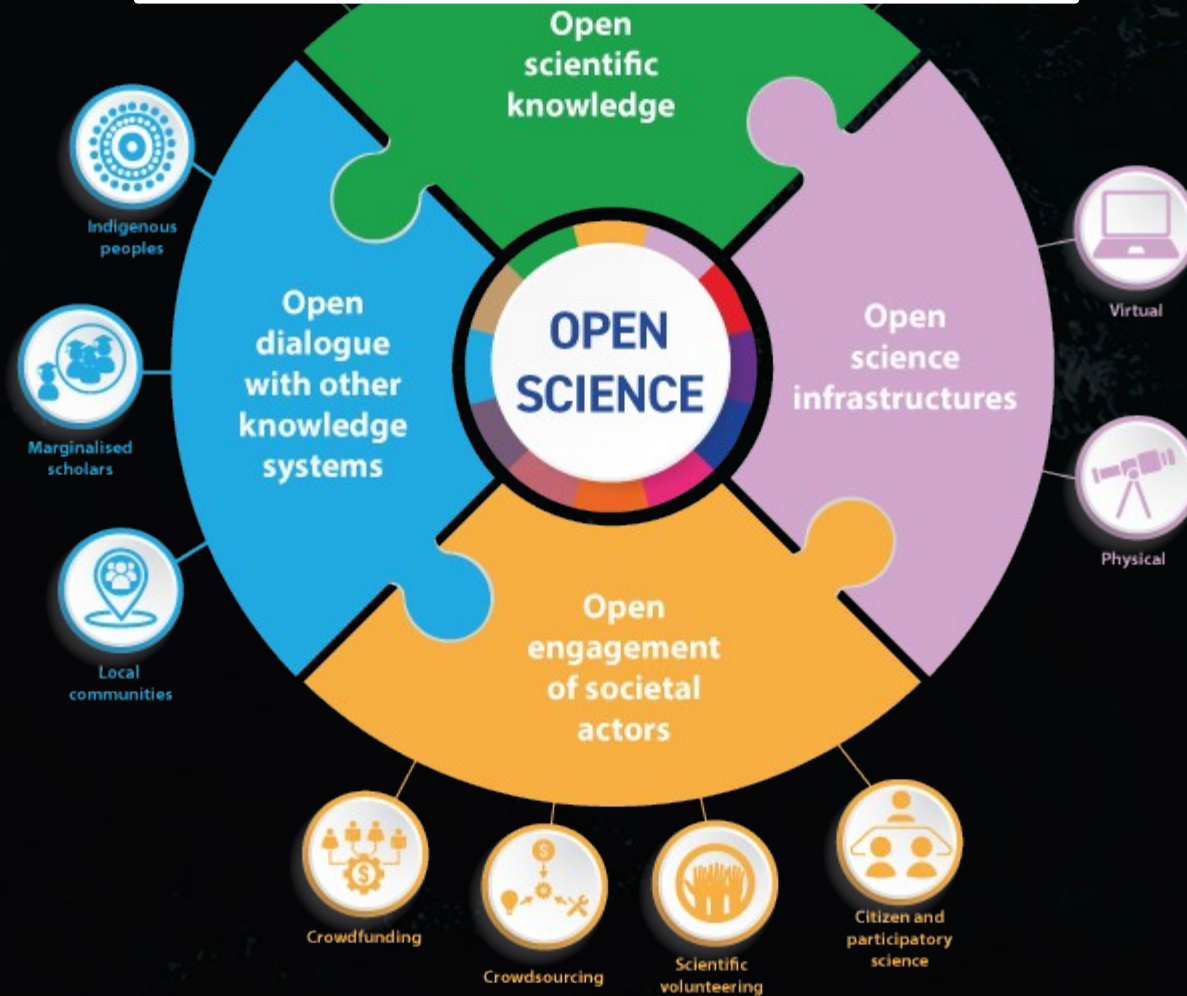 Open
scientific
knowledge
Indigenous
peoples
Marginalised
scholars
Local
communities
Open
dialogue
with other
knowledge
systems
OPEN
SCIENCE
Open
science
infrastructures
Virtual
Physical
Open
engagement
of societal
actors
Crowdfunding
Crowdsourcing
Scientific
volunteering
Citizen and
participatory
science